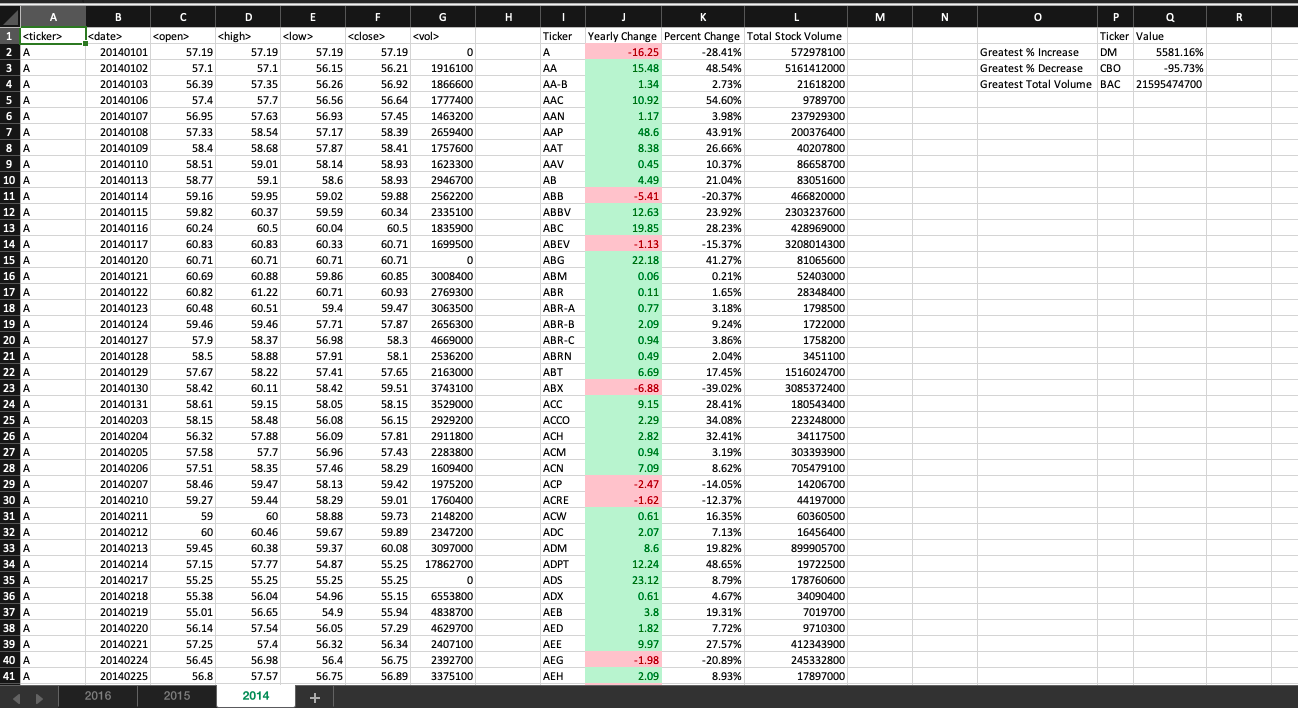 A B C D E F G H I J K L M N O P Q R
1 <ticker> <date> <open> <high> <low> <close> <vol> Ticker Yearly Change Percent Change Total Stock Volume Ticker Value
2 A 20140101 57.19 57.19 57.19 57.19 0 A -16.25 -28.41% 572978100 Greatest % Increase DM 5581.16%
3 A 20140102 57.1 57.1 56.15 56.21 1916100 AA 15.48 48.54% 5161412000 Greatest % Decrease CBO -95.73%
4 A 20140103 56.39 57.35 56.26 56.92 1866600 AA-B 1.34 2.73% 21618200 Greatest Total Volume BAC 21595474700
5 A 20140106 57.4 57.7 56.56 56.64 1777400 AAC 10.92 54.60% 9789700
6 A 20140107 56.95 57.63 56.93 57.45 1463200 AAN 1.17 3.98% 237929300
7 A 20140108 57.33 58.54 57.17 58.39 2659400 AAP 48.6 43.91% 200376400
8 A 20140109 58.4 58.68 57.87 58.41 1757600 AAT 8.38 26.66% 40207800
9 A 20140110 58.51 59.01 58.14 58.93 1623300 AAV 0.45 10.37% 86658700
10 A 20140113 58.77 59.1 58.6 58.93 2946700 AB 4.49 21.04% 83051600
11 A 20140114 59.16 59.95 59.02 59.88 2562200 ABB -5.41 -20.37% 466820000
12 A 20140115 59.82 60.37 59.59 60.34 2335100 ABBV 12.63 23.92% 2303237600
13 A 20140116 60.24 60.5 60.04 60.5 1835900 ABC 19.85 28.23% 428969000
14 A 20140117 60.83 60.83 60.33 60.71 1699500 ABEV -1.13 -15.37% 3208014300
15 A 20140120 60.71 60.71 60.71 60.71 0 ABG 22.18 41.27% 81065600
16 A 20140121 60.69 60.88 59.86 60.85 3008400 ABM 0.06 0.21% 52403000
17 A 20140122 60.82 61.22 60.71 60.93 2769300 ABR 0.11 1.65% 28348400
18 A 20140123 60.48 60.51 59.4 59.47 3063500 ABR-A 0.77 3.18% 1798500
19 A 20140124 59.46 59.46 57.71 57.87 2656300 ABR-B 2.09 9.24% 1722000
20 A 20140127 57.9 58.37 56.98 58.3 4669000 ABR-C 0.94 3.86% 1758200
21 A 20140128 58.5 58.88 57.91 58.1 2536200 ABRN 0.49 2.04% 3451100
22 A 20140129 57.67 58.22 57.41 57.65 2163000 ABT 6.69 17.45% 1516024700
23 A 20140130 58.42 60.11 58.42 59.51 3743100 ABX -6.88 -39.02% 3085372400
24 A 20140131 58.61 59.15 58.05 58.15 3529000 ACC 9.15 28.41% 180543400
25 A 20140203 58.15 58.48 56.08 56.15 2929200 ACCO 2.29 34.08% 223248000
26 A 20140204 56.32 57.88 56.09 57.81 2911800 ACH 2.82 32.41% 34117500
27 A 20140205 57.58 57.7 56.96 57.43 2283800 ACM 0.94 3.19% 303393900
28 A 20140206 57.51 58.35 57.46 58.29 1609400 ACN 7.09 8.62% 705479100
29 A 20140207 58.46 59.47 58.13 59.42 1975200 ACP -2.47 -14.05% 14206700
30 A 20140210 59.27 59.44 58.29 59.01 1760400 ACRE -1.62 -12.37% 44197000
31 A 20140211 59 60 58.88 59.73 2148200 ACW 0.61 16.35% 60360500
32 A 20140212 60 60.46 59.67 59.89 2347200 ADC 2.07 7.13% 16456400
33 A 20140213 59.45 60.38 59.37 60.08 3097000 ADM 8.6 19.82% 899905700
34 A 20140214 57.15 57.77 54.87 55.25 17862700 ADPT 12.24 48.65% 19722500
35 A 20140217 55.25 55.25 55.25 55.25 0 ADS 23.12 8.79% 178760600
36 A 20140218 55.38 56.04 54.96 55.15 6553800 ADX 0.61 4.67% 34090400
37 A 20140219 55.01 56.65 54.9 55.94 4838700 AEB 3.8 19.31% 7019700
38 A 20140220 56.14 57.54 56.05 57.29 4629700 AED 1.82 7.72% 9710300
39 A 20140221 57.25 57.4 56.32 56.34 2407100 AEE 9.97 27.57% 412343900
40 A 20140224 56.45 56.98 56.4 56.75 2392700 AEG -1.98 -20.89% 245332800
41 A 20140225 56.8 57.57 56.75 56.89 3375100 AEH 2.09 8.93% 17897000
2016 2015 2014 +